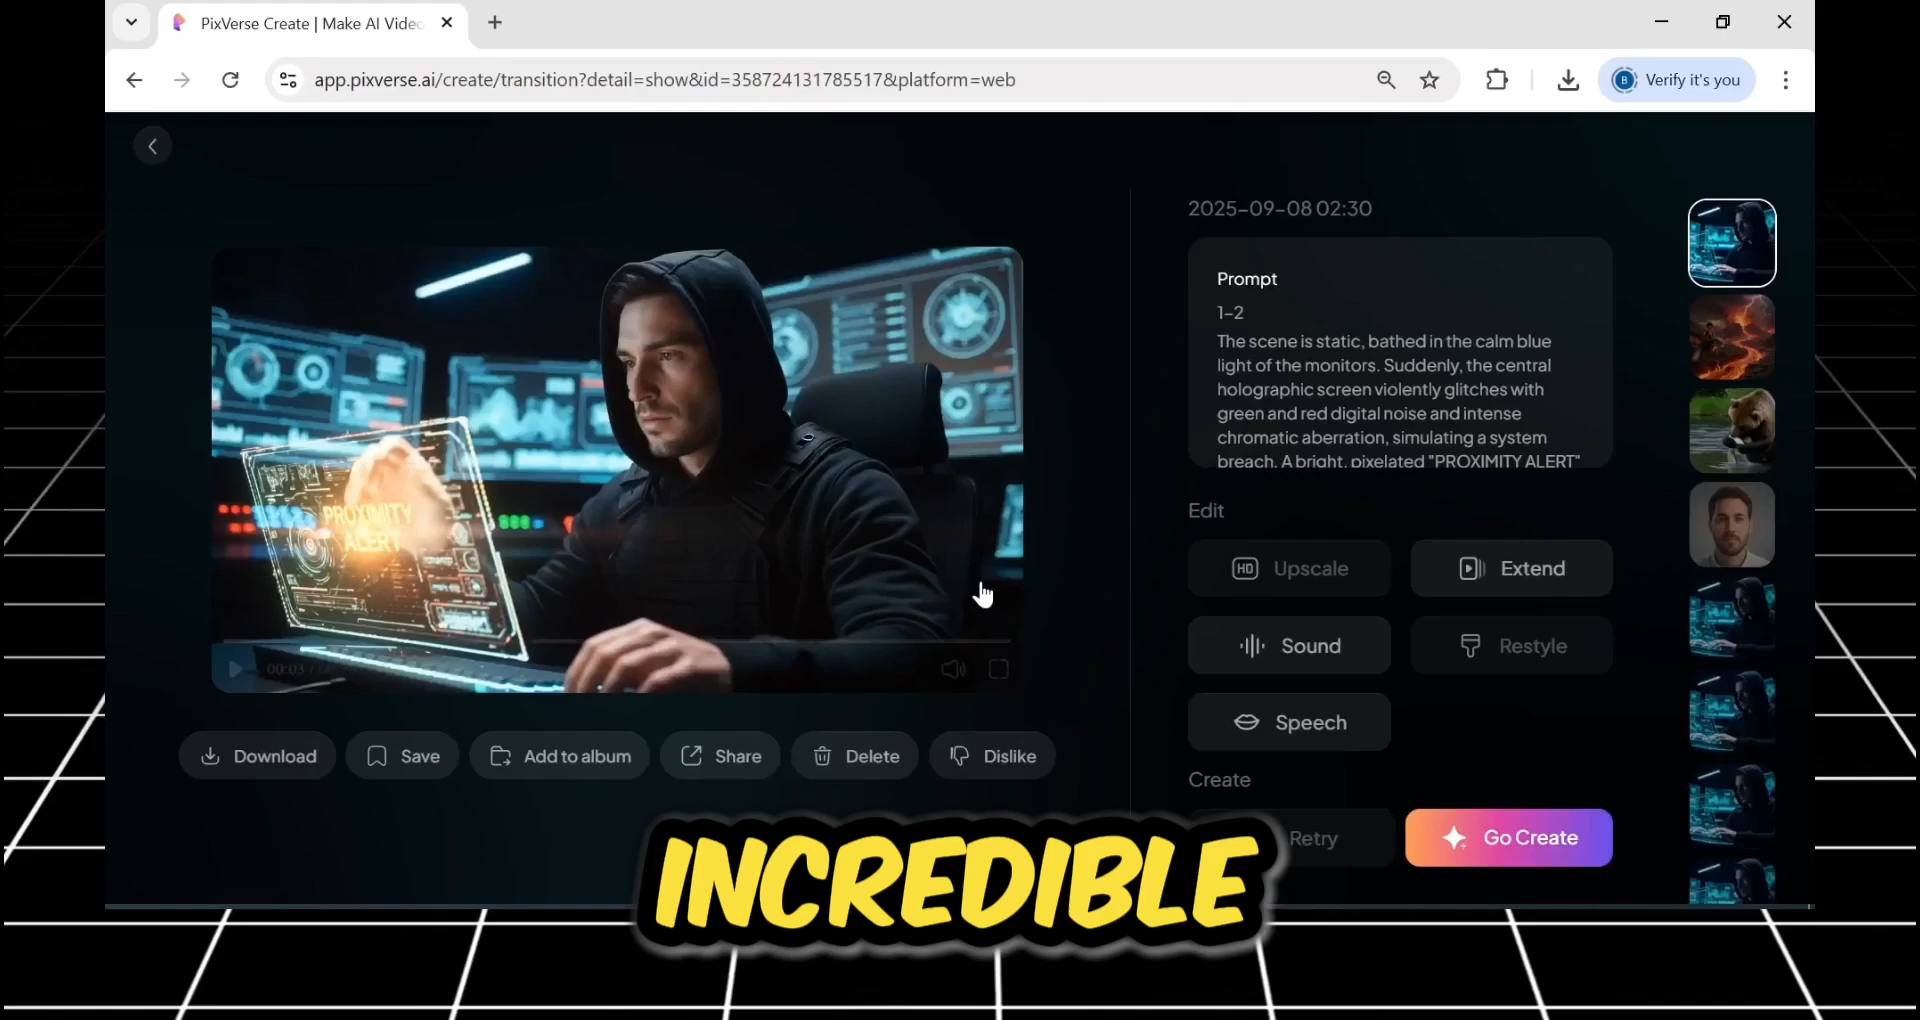 PixVerse Create | Make AI Video
app.pixverse.ai/create/transition?detail=show&id=358724131785517&platform=web
B
Verify it's you
2025-09-08 02:30
Prompt
1-2
The scene is static, bathed in the calm blue
light of the monitors. Suddenly, the central
holographic screen violently glitches with
green and red digital noise and intense
chromatic aberration, simulating a system
breach. A bright, pixelated "PROXIMITY ALERT"
PROXIMITY
ALERT
00:03 /
Edit
HD Upscale
Extend
Sound
Restyle
Speech
Download
Save
Add to album
Share
Delete
Dislike
Create
Retry
Go Create
INCREDIBLE